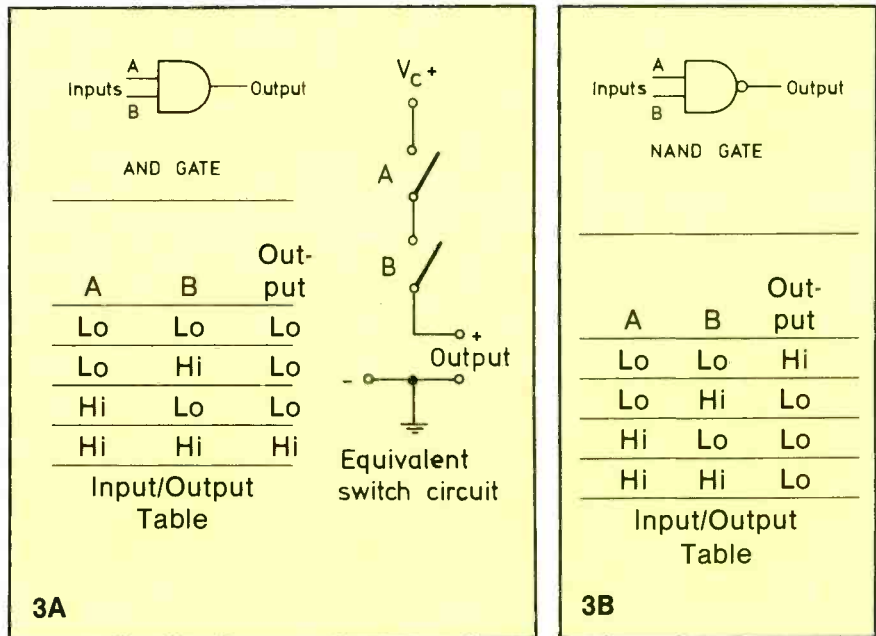 A
Inputs
Output
B
AND GATE
A B Out-
put
Lo Lo Lo
Lo Hi Lo
Hi Lo Lo
Hi Hi Hi
Input/Output
Table
3A
VC +
A
B
+
Output
-
Equivalent
switch circuit
A
Inputs
Output
B
NAND GATE
A B Out-
put
Lo Lo Hi
Lo Hi Lo
Hi Lo Lo
Hi Hi Lo
Input/Output
Table
3B